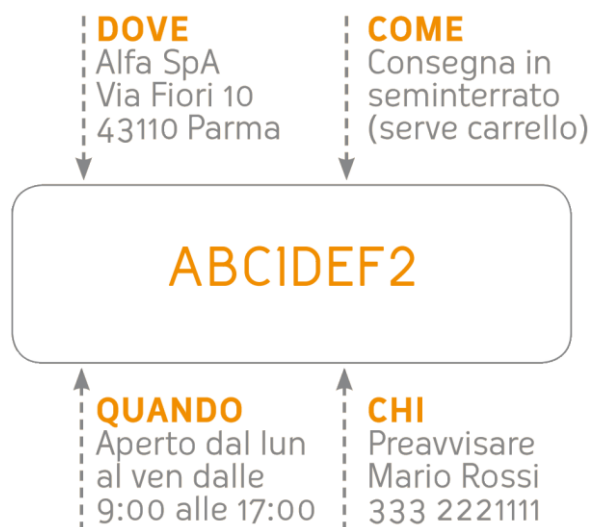 DOVE
Alfa SpA
Via Fiori 10
43110 Parma
COME
Consegna in
seminterrato
(serve carrello)
ABC1DEF2
QUANDO
Aperto dal lun
al ven dalle
9:00 alle 17:00
CHI
Preavvisare
Mario Rossi
333 2221111